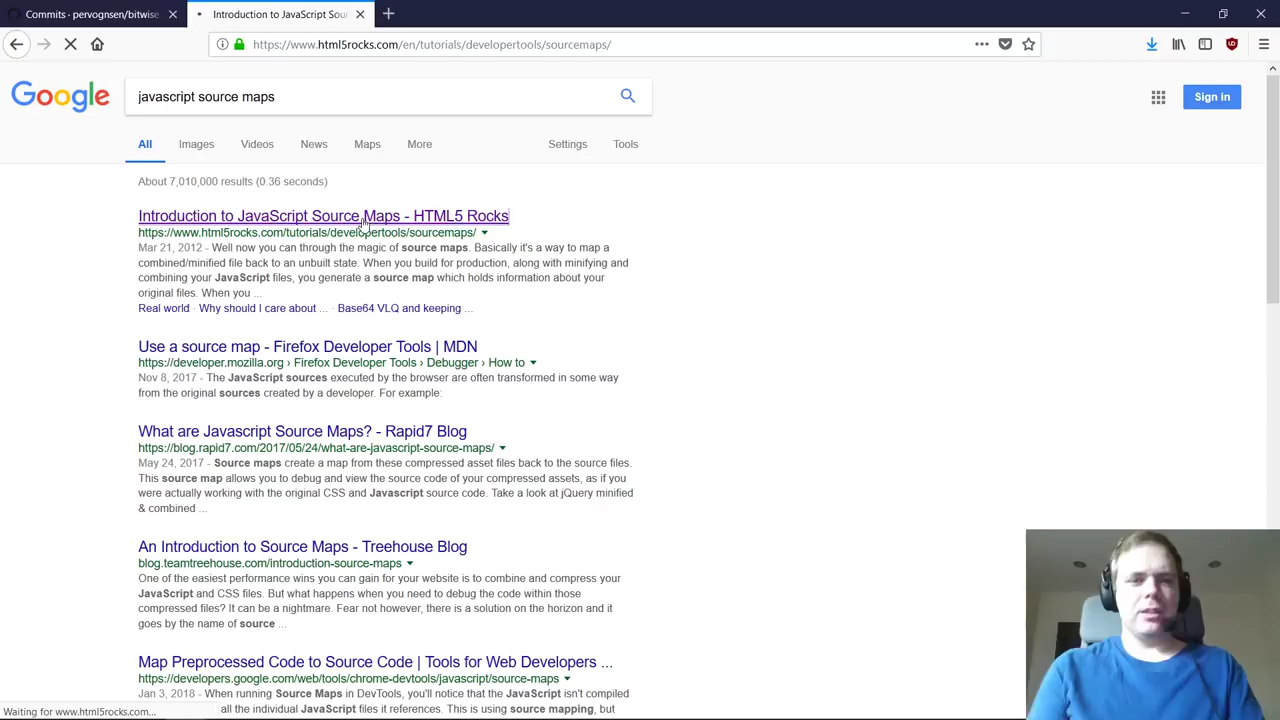 Commits - pervognsen/bitwise
Introduction to JavaScript Sour
https://www.html5rocks.com/en/tutorials/developertools/sourcemaps/
Google
javascript source maps
Sign in
All
Images
Videos
News
Maps
More
Settings
Tools
About 7,010,000 results (0.36 seconds)
Introduction to JavaScript Source Maps - HTML5 Rocks
https://www.html5rocks.com/tutorials/developertools/sourcemaps/
Mar 21, 2012 - Well now you can through the magic of source maps. Basically it's a way to map a
combined/minified file back to an unbuilt state. When you build for production, along with minifying and
combining your JavaScript files, you generate a source map which holds information about your
original files. When you ...
Real world · Why should I care about ... · Base64 VLQ and keeping ...
Use a source map - Firefox Developer Tools | MDN
https://developer.mozilla.org › Firefox Developer Tools › Debugger › How to
Nov 8, 2017 - The JavaScript sources executed by the browser are often transformed in some way
from the original sources created by a developer. For example:
What are Javascript Source Maps? - Rapid7 Blog
https://blog.rapid7.com/2017/05/24/what-are-javascript-source-maps/
May 24, 2017 - Source maps create a map from these compressed asset files back to the source files.
This source map allows you to debug and view the source code of your compressed assets, as if you
were actually working with the original CSS and Javascript source code. Take a look at jQuery minified
& combined ...
An Introduction to Source Maps - Treehouse Blog
blog.teamtreehouse.com/introduction-source-maps
One of the easiest performance wins you can gain for your website is to combine and compress your
JavaScript and CSS files. But what happens when you need to debug the code within those
compressed files? It can be a nightmare. Fear not however, there is a solution on the horizon and it
goes by the name of source ...
Map Preprocessed Code to Source Code | Tools for Web Developers ...
https://developers.google.com/web/tools/chrome-devtools/javascript/source-maps
Jan 3, 2018 - When running Source Maps in DevTools, you'll notice that the JavaScript isn't compiled
all the individual JavaScript files it references. This is using source mapping, but
Waiting for www.html5rocks.com...